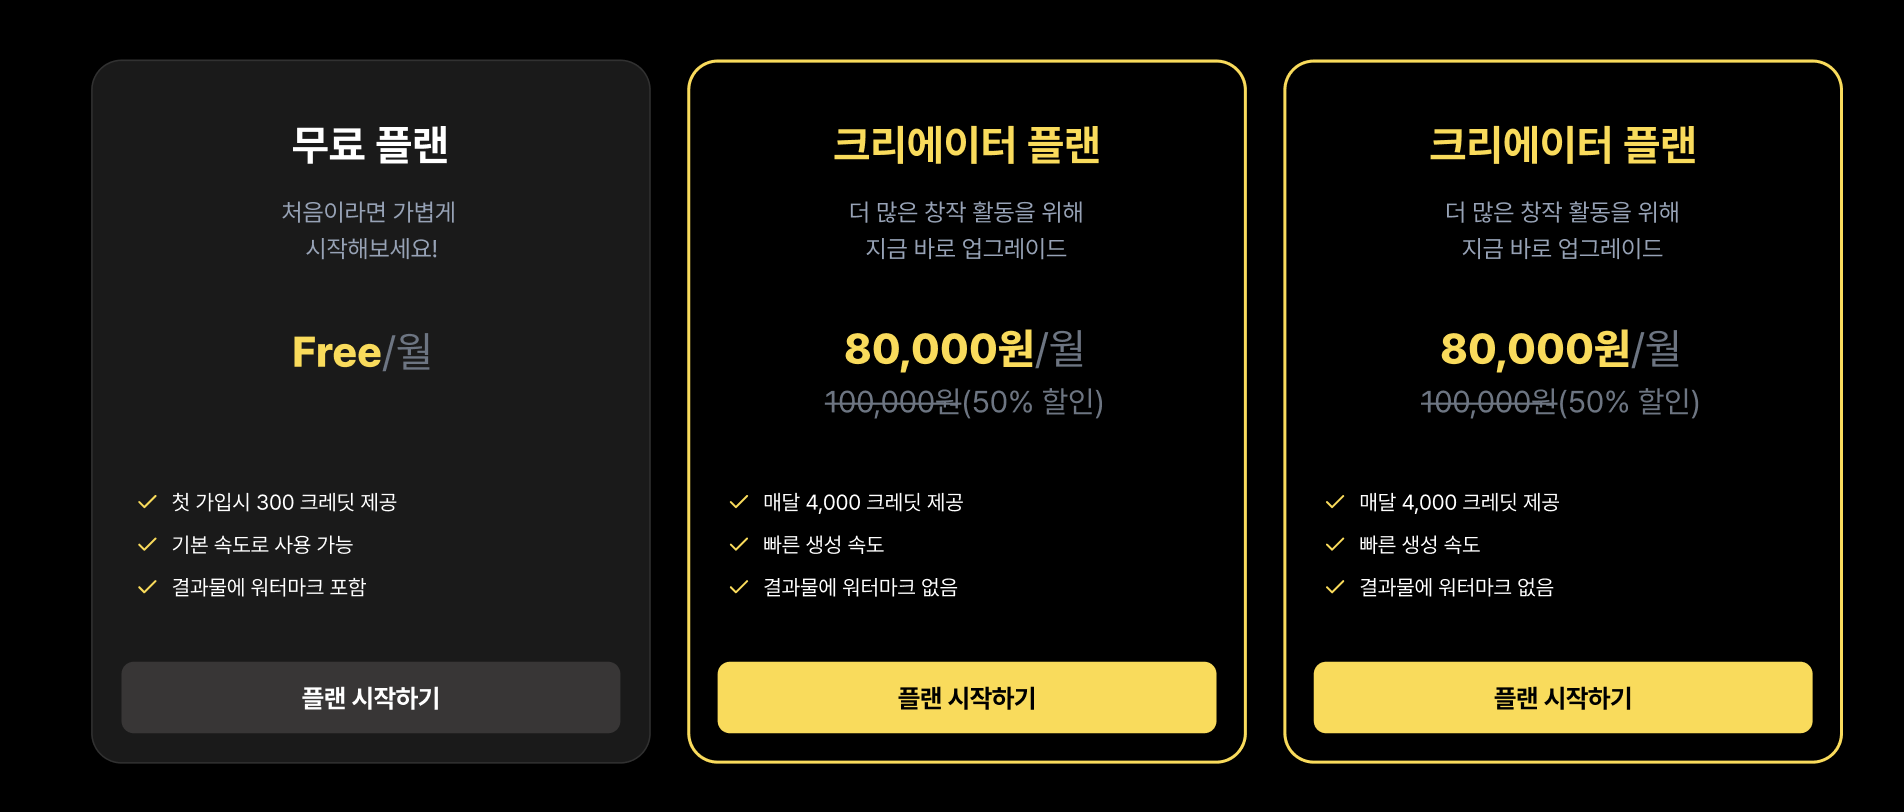 무료 플랜
처음이라면 가볍게
시작해보세요!
Free/월
첫 가입시 300 크레딧 제공
기본 속도로 사용 가능
결과물에 워터마크 포함
플랜 시작하기
크리에이터 플랜
더 많은 창작 활동을 위해
지금 바로 업그레이드
80,000원/월
100,000원(50% 할인)
매달 4,000 크레딧 제공
빠른 생성 속도
결과물에 워터마크 없음
플랜 시작하기
크리에이터 플랜
더 많은 창작 활동을 위해
지금 바로 업그레이드
80,000원/월
100,000원(50% 할인)
매달 4,000 크레딧 제공
빠른 생성 속도
결과물에 워터마크 없음
플랜 시작하기